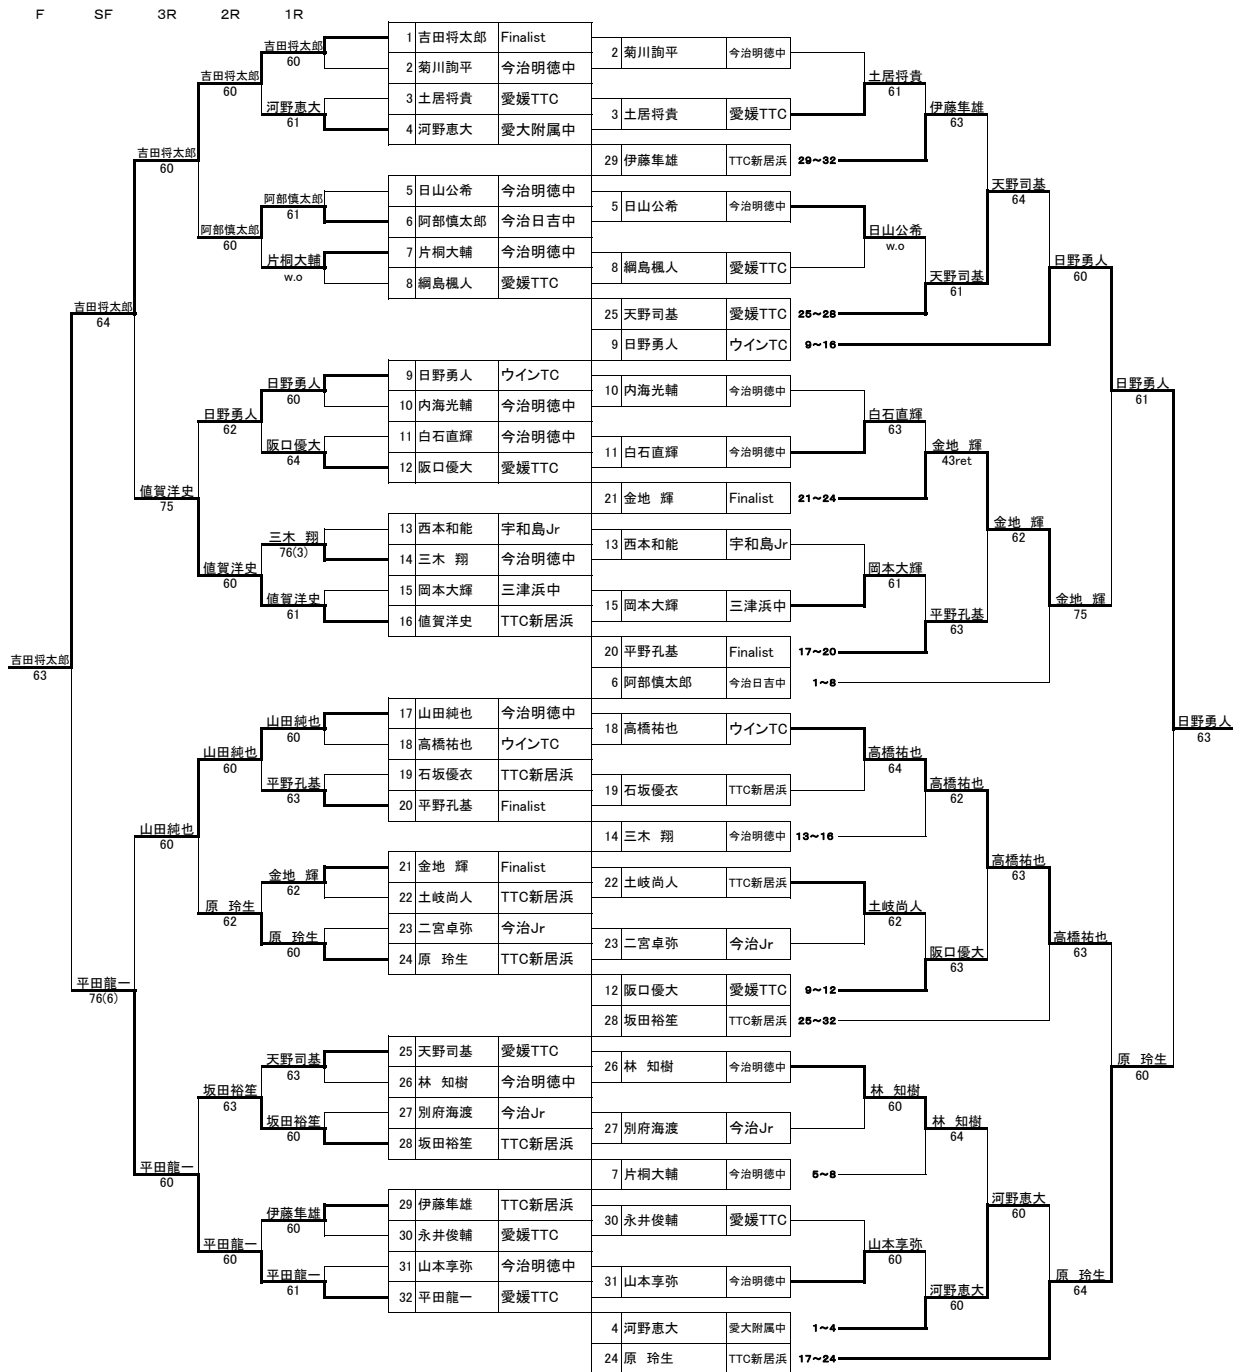 F SF 3R 2R 1R
1 吉田将太郎 Finalist
2 菊川詢平 今治明徳中
3 土居将貴 愛媛TTC
4 河野恵大 愛大附属中
5 日山公希 今治明徳中
6 阿部慎太郎 今治日吉中
7 片桐大輔 今治明徳中
8 綱島楓人 愛媛TTC
9 日野勇人 ウインTC
10 内海光輔 今治明徳中
11 白石直輝 今治明徳中
12 阪口優大 愛媛TTC
13 西本和能 宇和島Jr
14 三木 翔 今治明徳中
15 岡本大輝 三津浜中
16 値賀洋史 TTC新居浜
17 山田純也 今治明徳中
18 高橋祐也 ウインTC
19 石坂優衣 TTC新居浜
20 平野孔基 Finalist
21 金地 輝 Finalist
22 土岐尚人 TTC新居浜
23 二宮卓弥 今治Jr
24 原 玲生 TTC新居浜
25 天野司基 愛媛TTC
26 林 知樹 今治明徳中
27 別府海渡 今治Jr
28 坂田裕笙 TTC新居浜
29 伊藤隼雄 TTC新居浜
30 永井俊輔 愛媛TTC
31 山本享弥 今治明徳中
32 平田龍一 愛媛TTC
吉田将太郎
60
河野恵大
61
阿部慎太郎
61
片桐大輔
w.o
日野勇人
60
阪口優大
64
三木 翔
76(3)
値賀洋史
61
山田純也
60
平野孔基
63
金地 輝
62
原 玲生
60
天野司基
63
坂田裕笙
60
伊藤隼雄
60
平田龍一
61
吉田将太郎
60
阿部慎太郎
60
日野勇人
62
値賀洋史
60
山田純也
60
原 玲生
62
坂田裕笙
63
平田龍一
60
吉田将太郎
60
値賀洋史
75
山田純也
60
平田龍一
60
吉田将太郎
64
平田龍一
76(6)
吉田将太郎
63
2 菊川詢平 今治明徳中
3 土居将貴 愛媛TTC
29 伊藤隼雄 TTC新居浜 29~32
5 日山公希 今治明徳中
8 綱島楓人 愛媛TTC
25 天野司基 愛媛TTC 25~28
9 日野勇人 ウインTC 9~16
10 内海光輔 今治明徳中
11 白石直輝 今治明徳中
21 金地 輝 Finalist 21~24
13 西本和能 宇和島Jr
15 岡本大輝 三津浜中
20 平野孔基 Finalist 17~20
6 阿部慎太郎 今治日吉中 1~8
18 高橋祐也 ウインTC
19 石坂優衣 TTC新居浜
14 三木 翔 今治明徳中 13~16
22 土岐尚人 TTC新居浜
23 二宮卓弥 今治Jr
12 阪口優大 愛媛TTC 9~12
28 坂田裕笙 TTC新居浜 25~32
26 林 知樹 今治明徳中
27 別府海渡 今治Jr
7 片桐大輔 今治明徳中 5~8
30 永井俊輔 愛媛TTC
31 山本享弥 今治明徳中
4 河野恵大 愛大附属中 1~4
24 原 玲生 TTC新居浜 17~24
土居将貴
61
日山公希
w.o
白石直輝
63
岡本大輝
61
高橋祐也
64
土岐尚人
62
林 知樹
60
山本享弥
60
伊藤隼雄
63
天野司基
61
金地 輝
43ret
平野孔基
63
高橋祐也
62
阪口優大
63
林 知樹
64
河野恵大
60
天野司基
64
金地 輝
62
高橋祐也
63
河野恵大
60
日野勇人
60
金地 輝
75
高橋祐也
63
原 玲生
64
日野勇人
61
原 玲生
60
日野勇人
63